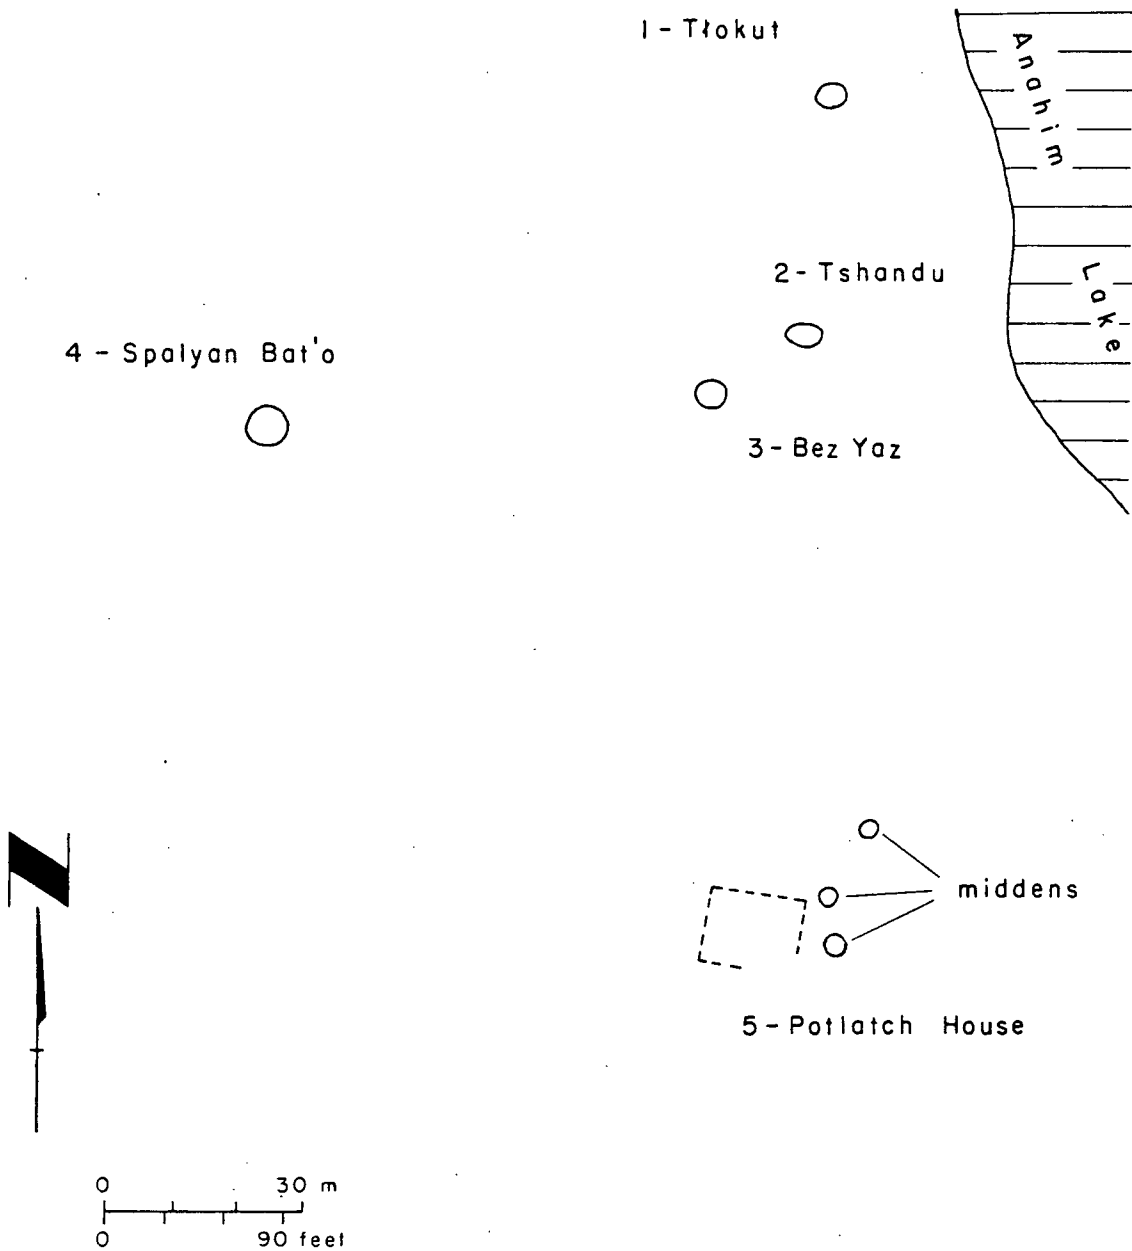 1 - Tłokut
Anahim
Lake
2 - Tshandu
4 - Spalyan Bat'o
3 - Bez Yaz
N
middens
5 - Potlatch House
0 30 m
0 90 feet